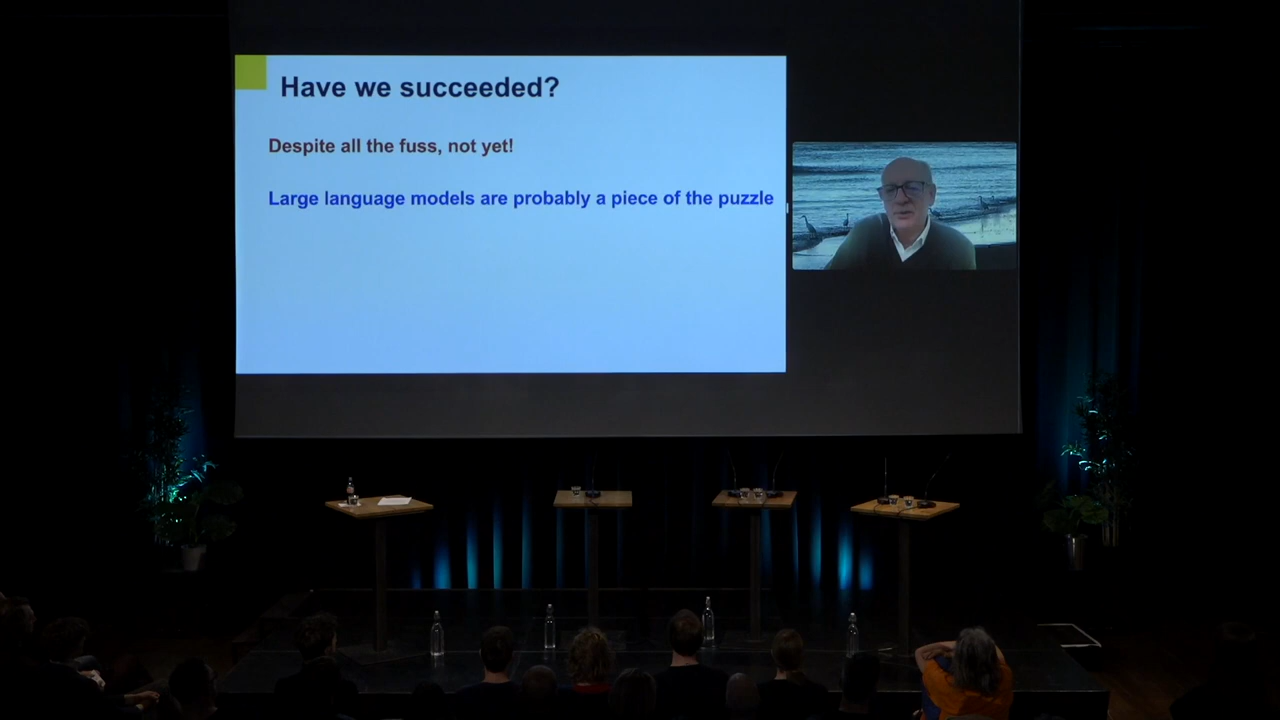 Have we succeeded?
Despite all the fuss, not yet!
Large language models are probably a piece of the puzzle